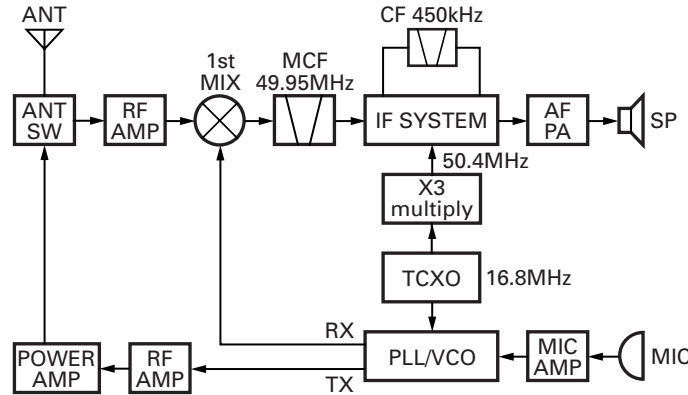 ANT
CF 450kHz
1st
MIX
MCF
49.95MHz
ANT
SW
RF
AMP
IF SYSTEM
AF
PA
SP
50.4MHz
X3
multiply
TCXO
16.8MHz
RX
POWER
AMP
RF
AMP
PLL/VCO
MIC
AMP
MIC
TX